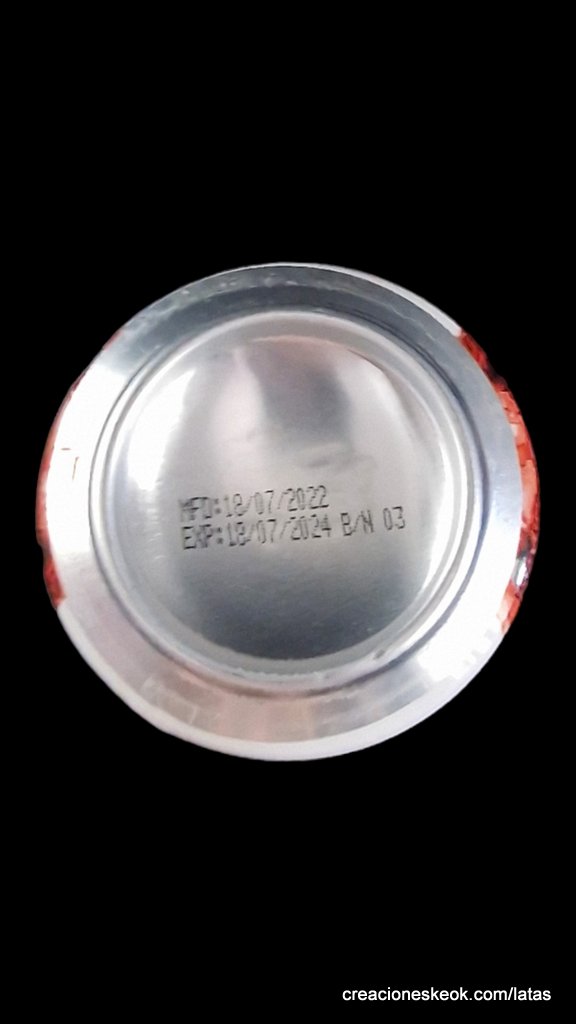 MFD:18/07/2022
EXP:18/07/2024 B/N 03
creacioneskeok.com/latas